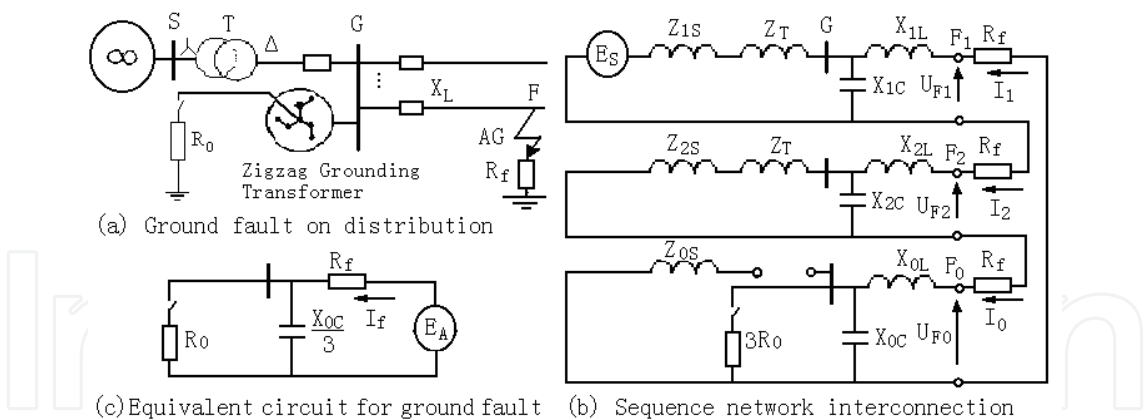 S T Δ G
∞
⋮
X_L
F
R_0
AG
R_f
Zigzag Grounding
Transformer
(a) Ground fault on distribution
R_f
I_f
R_0
X_0C
3
E_A
(c)Equivalent circuit for ground fault
E_S Z_1S Z_T G X_1L F_1 R_f
X_1C U_F1 I_1
Z_2S Z_T X_2L F_2 R_f
X_2C U_F2 I_2
Z_0S X_0L F_0 R_f
3R_0 X_0C U_F0 I_0
(b) Sequence network interconnection